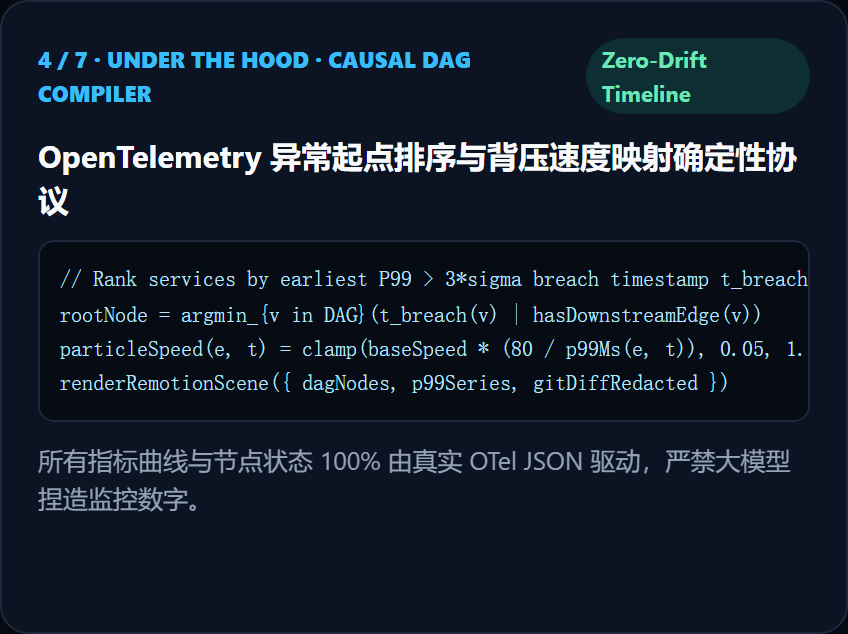 4 / 7 · UNDER THE HOOD · CAUSAL DAG
COMPILER
Zero-Drift
Timeline
OpenTelemetry 异常起点排序与背压速度映射确定性协
议
// Rank services by earliest P99 > 3*sigma breach timestamp t_breach
rootNode = argmin_{v in DAG}(t_breach(v) | hasDownstreamEdge(v))
particleSpeed(e, t) = clamp(baseSpeed * (80 / p99Ms(e, t)), 0.05, 1.
renderRemotionScene({ dagNodes, p99Series, gitDiffRedacted })
所有指标曲线与节点状态 100% 由真实 OTel JSON 驱动，严禁大模型
捏造监控数字。